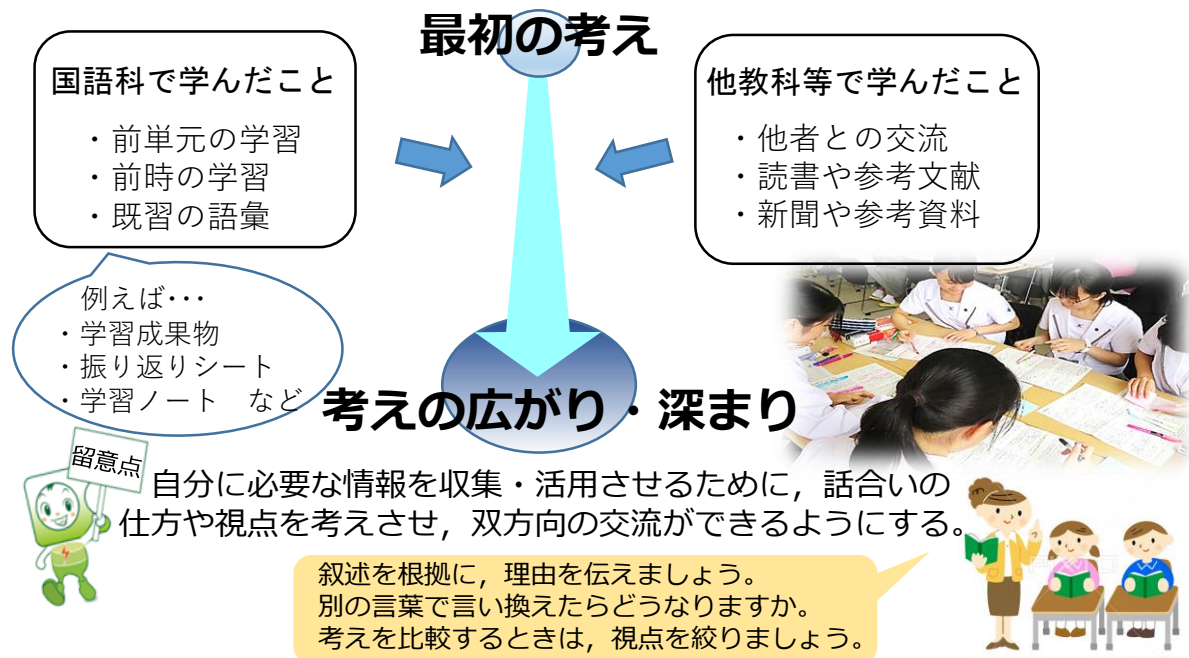 最初の考え
国語科で学んだこと
・前単元の学習
・前時の学習
・既習の語彙
他教科等で学んだこと
・他者との交流
・読書や参考文献
・新聞や参考資料
例えば･･･
・学習成果物
・振り返りシート
・学習ノート　など
考えの広がり・深まり
留意点
自分に必要な情報を収集・活用させるために，話合いの
仕方や視点を考えさせ，双方向の交流ができるようにする。
叙述を根拠に，理由を伝えましょう。
別の言葉で言い換えたらどうなりますか。
考えを比較するときは，視点を絞りましょう。